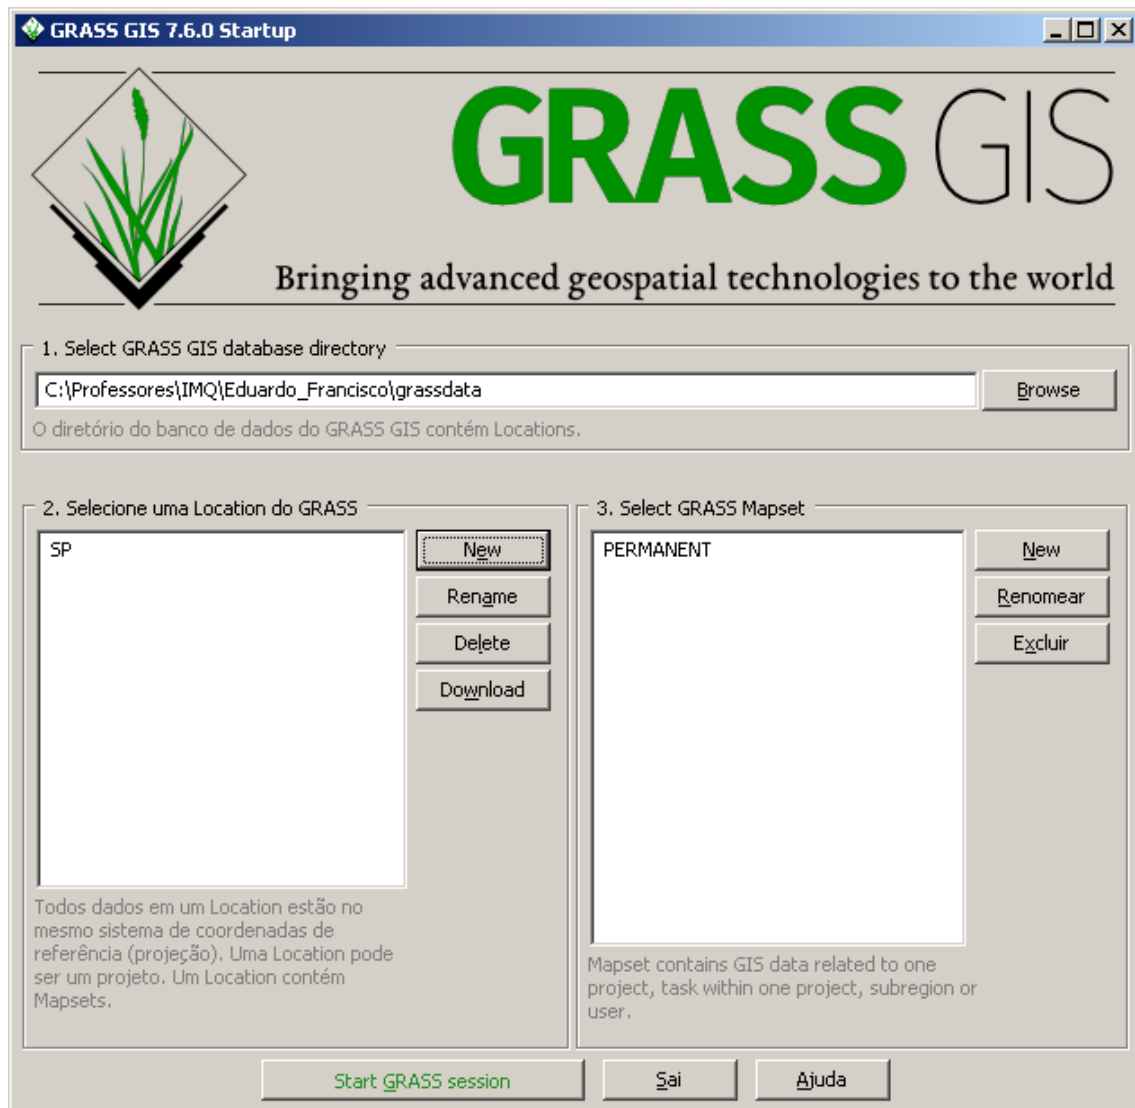 GRASS GIS 7.6.0 Startup
GRASS GIS
Bringing advanced geospatial technologies to the world
1. Select GRASS GIS database directory
C:\Professores\IMQ\Eduardo_Francisco\grassdata
Browse
O diretório do banco de dados do GRASS GIS contém Locations.
2. Selecione uma Location do GRASS
SP
New
Rename
Delete
Download
Todos dados em um Location estão no
mesmo sistema de coordenadas de
referência (projeção). Uma Location pode
ser um projeto. Um Location contém
Mapsets.
3. Select GRASS Mapset
PERMANENT
New
Renomear
Excluir
Mapset contains GIS data related to one
project, task within one project, subregion or
user.
Start GRASS session
Sai
Ajuda